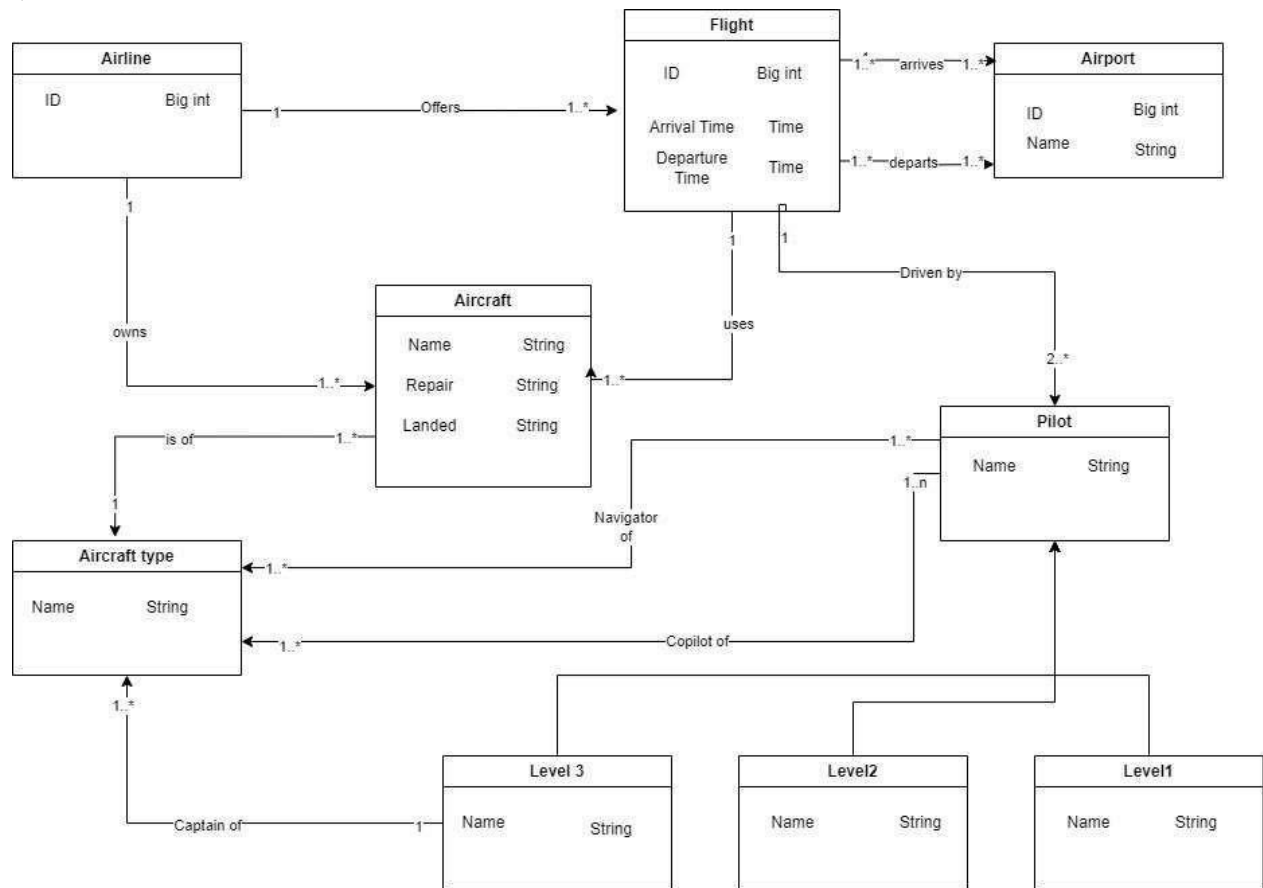 Airline
ID Big int
1 Offers 1..*
Flight
ID Big int
Arrival Time Time
Departure
Time Time
1..* arrives 1..*
1..* departs 1..*
Airport
ID Big int
Name String
1
owns
1..*
Aircraft
Name String
Repair String
Landed String
1
uses
1..*
1
Driven by
2..*
is of 1..*
1
Pilot
Name String
1..*
1..n
Navigator
of
1..*
Aircraft type
Name String
Copilot of
1..*
1..*
Captain of 1
Level 3
Name String
Level2
Name String
Level1
Name String